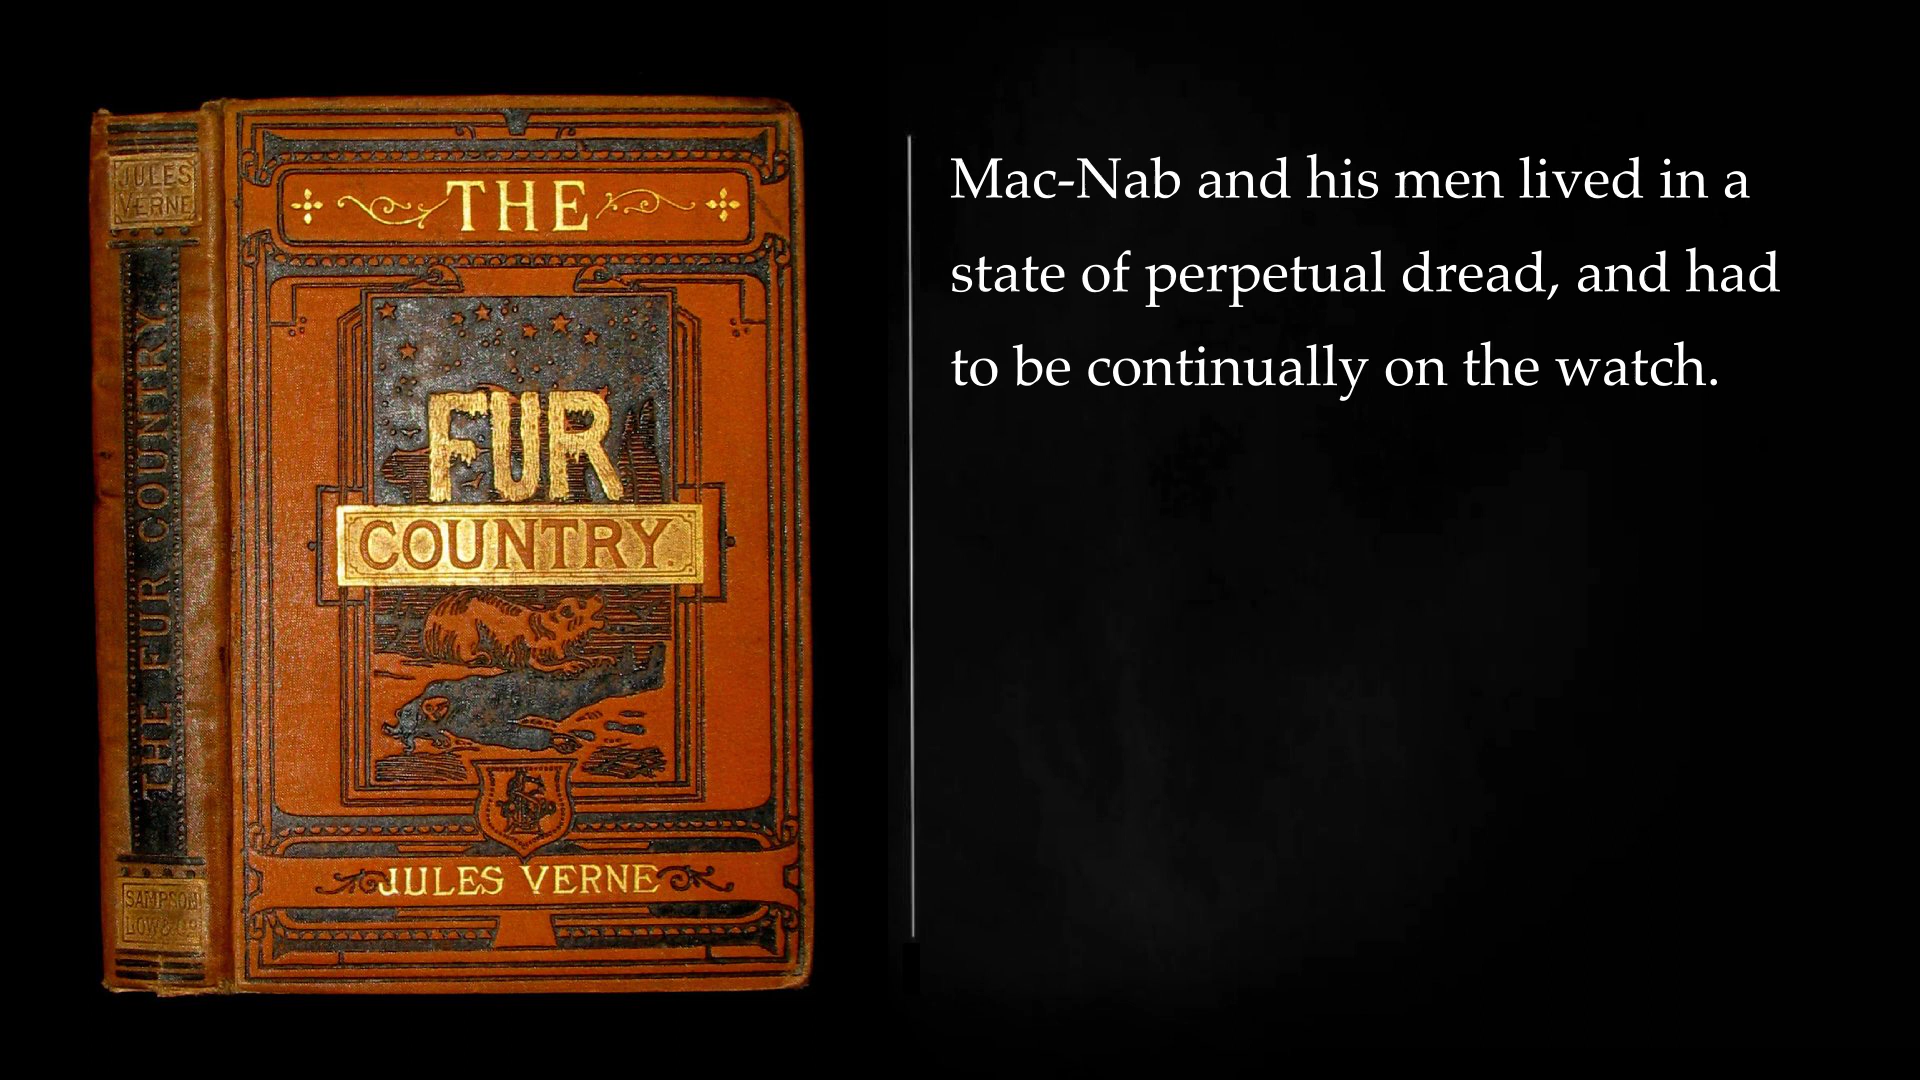 JULES
VERNE
THE FUR COUNTRY.
SAMPSON
LOW & Co
THE
FUR
COUNTRY.
JULES VERNE
Mac-Nab and his men lived in a
state of perpetual dread, and had
to be continually on the watch.